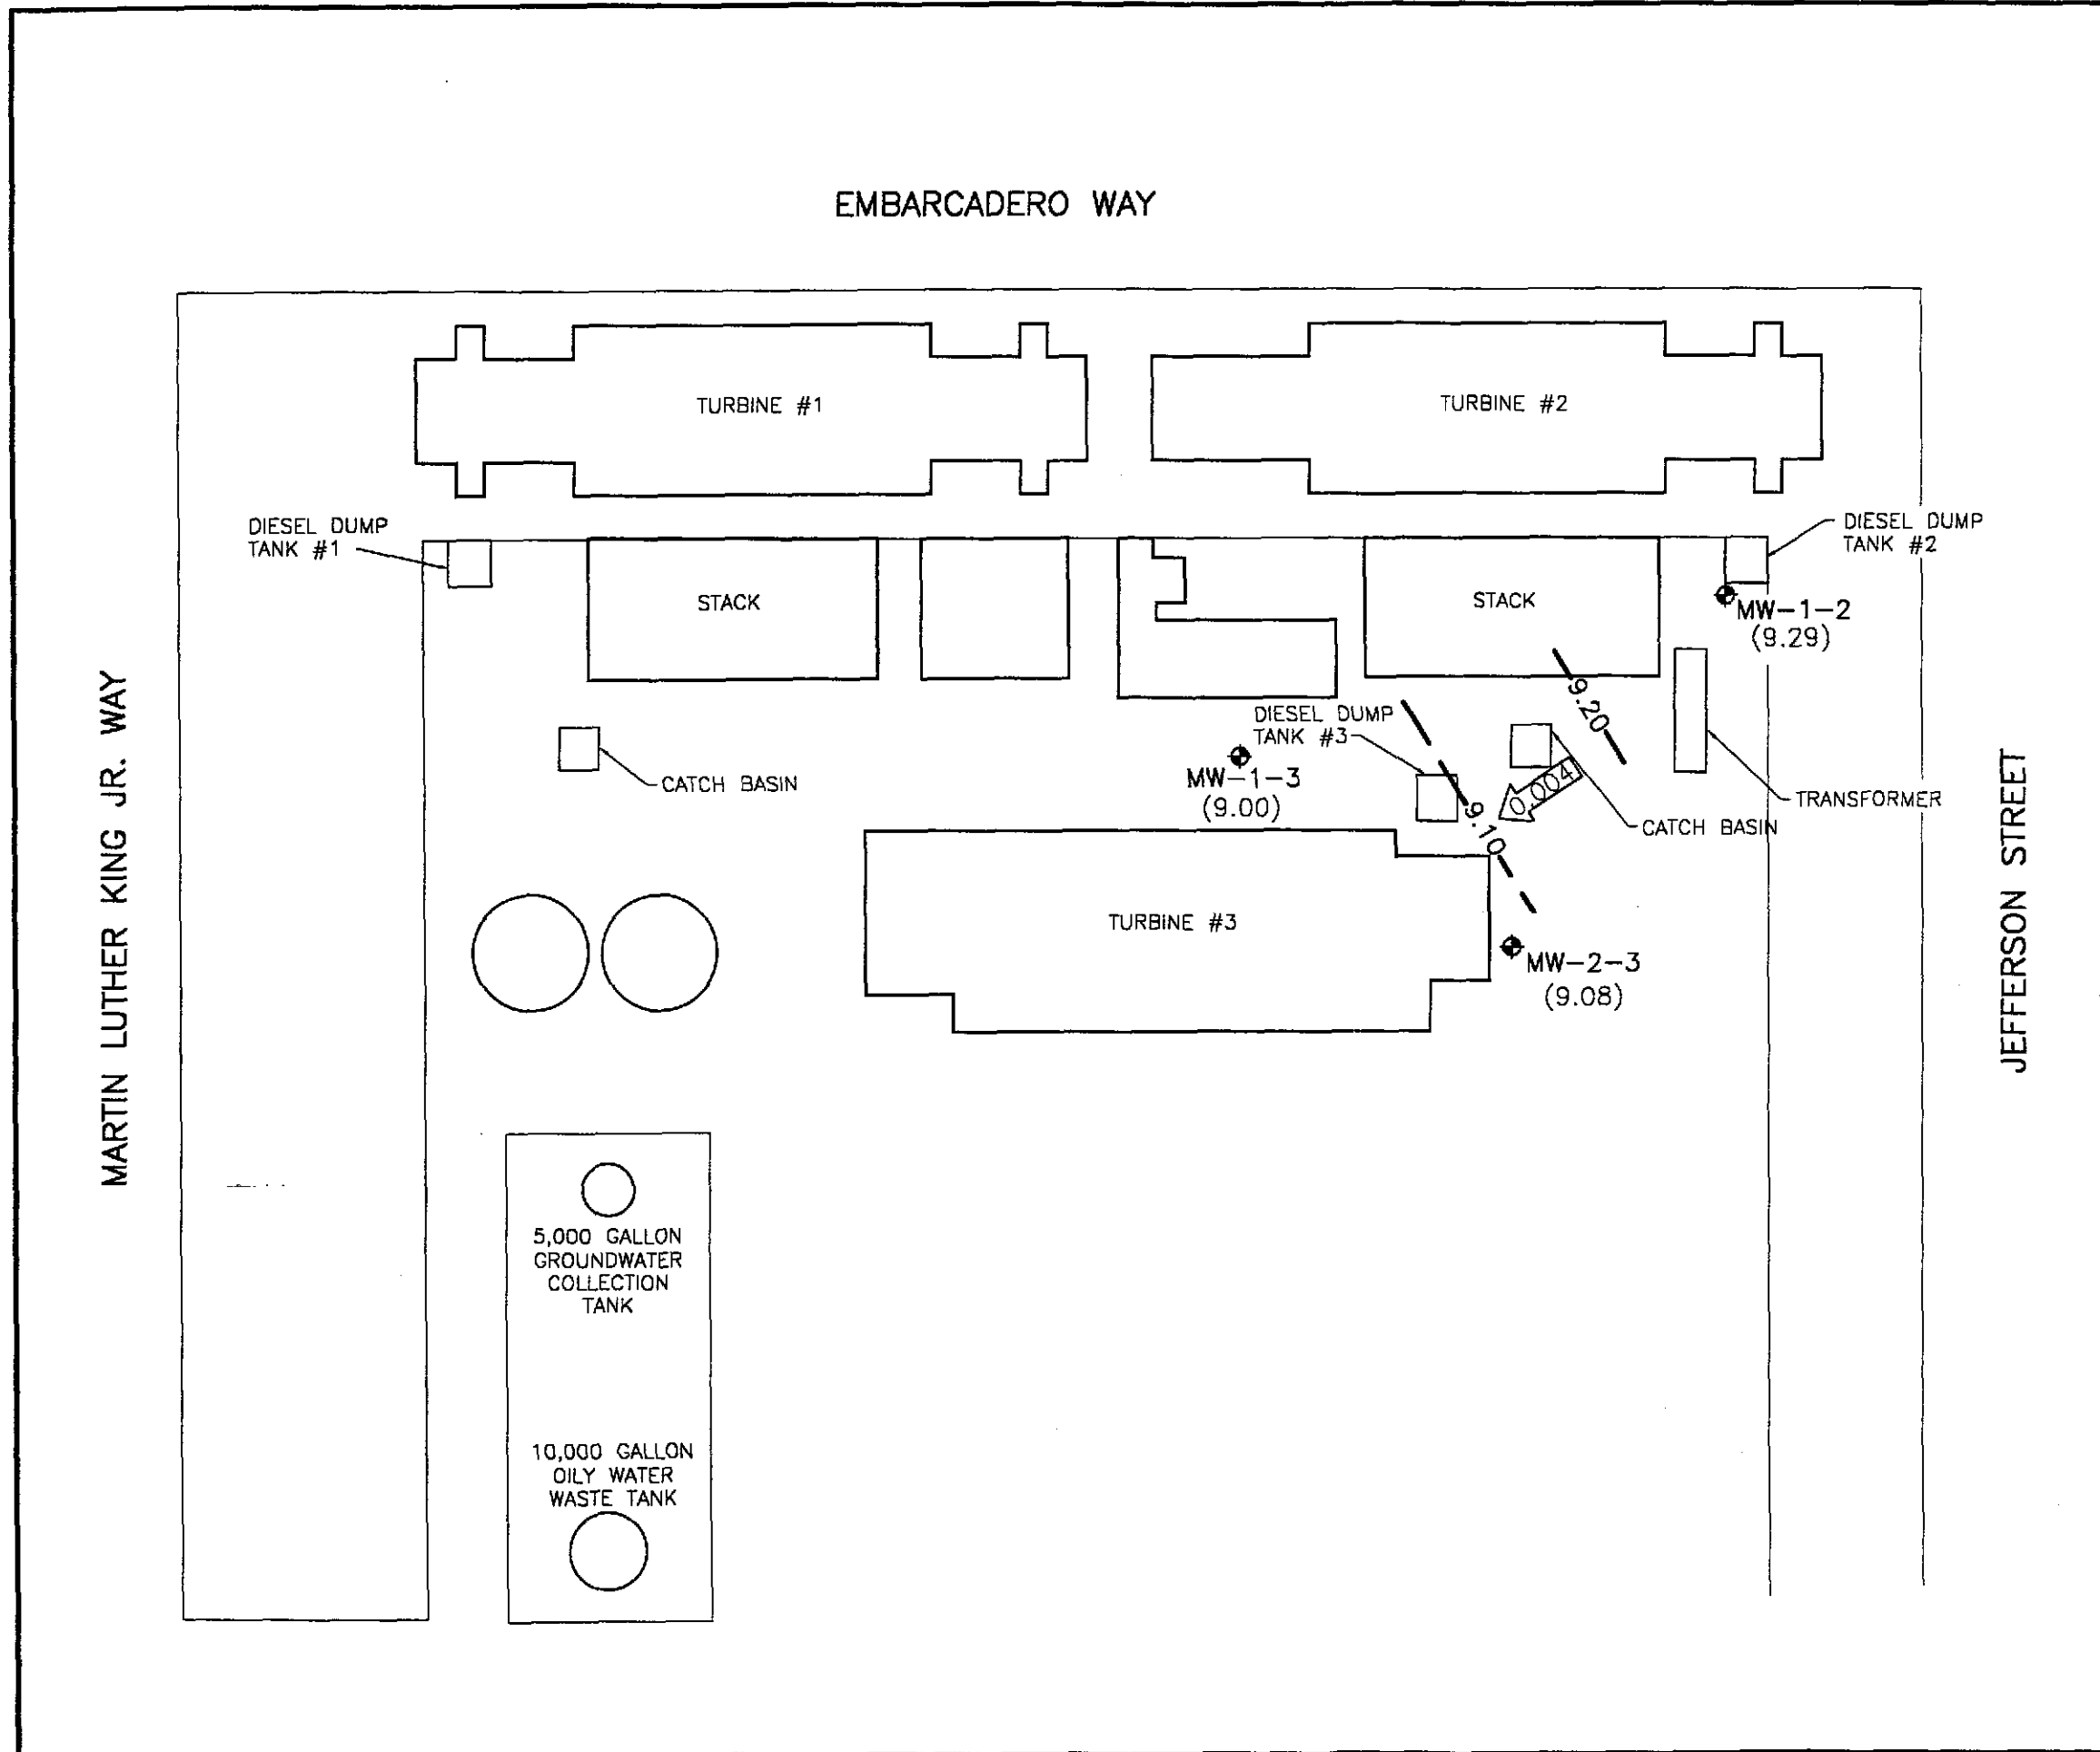 EMBARCADERO WAY
TURBINE #1
TURBINE #2
DIESEL DUMP
TANK #1
DIESEL DUMP
TANK #2
STACK
STACK
MW-1-2
(9.29)
MARTIN LUTHER KING JR. WAY
9.20
DIESEL DUMP
TANK #3
MW-1-3
(9.00)
CATCH BASIN
0.004
9.10
TRANSFORMER
CATCH BASIN
JEFFERSON STREET
TURBINE #3
MW-2-3
(9.08)
5,000 GALLON
GROUNDWATER
COLLECTION
TANK
10,000 GALLON
OILY WATER
WASTE TANK